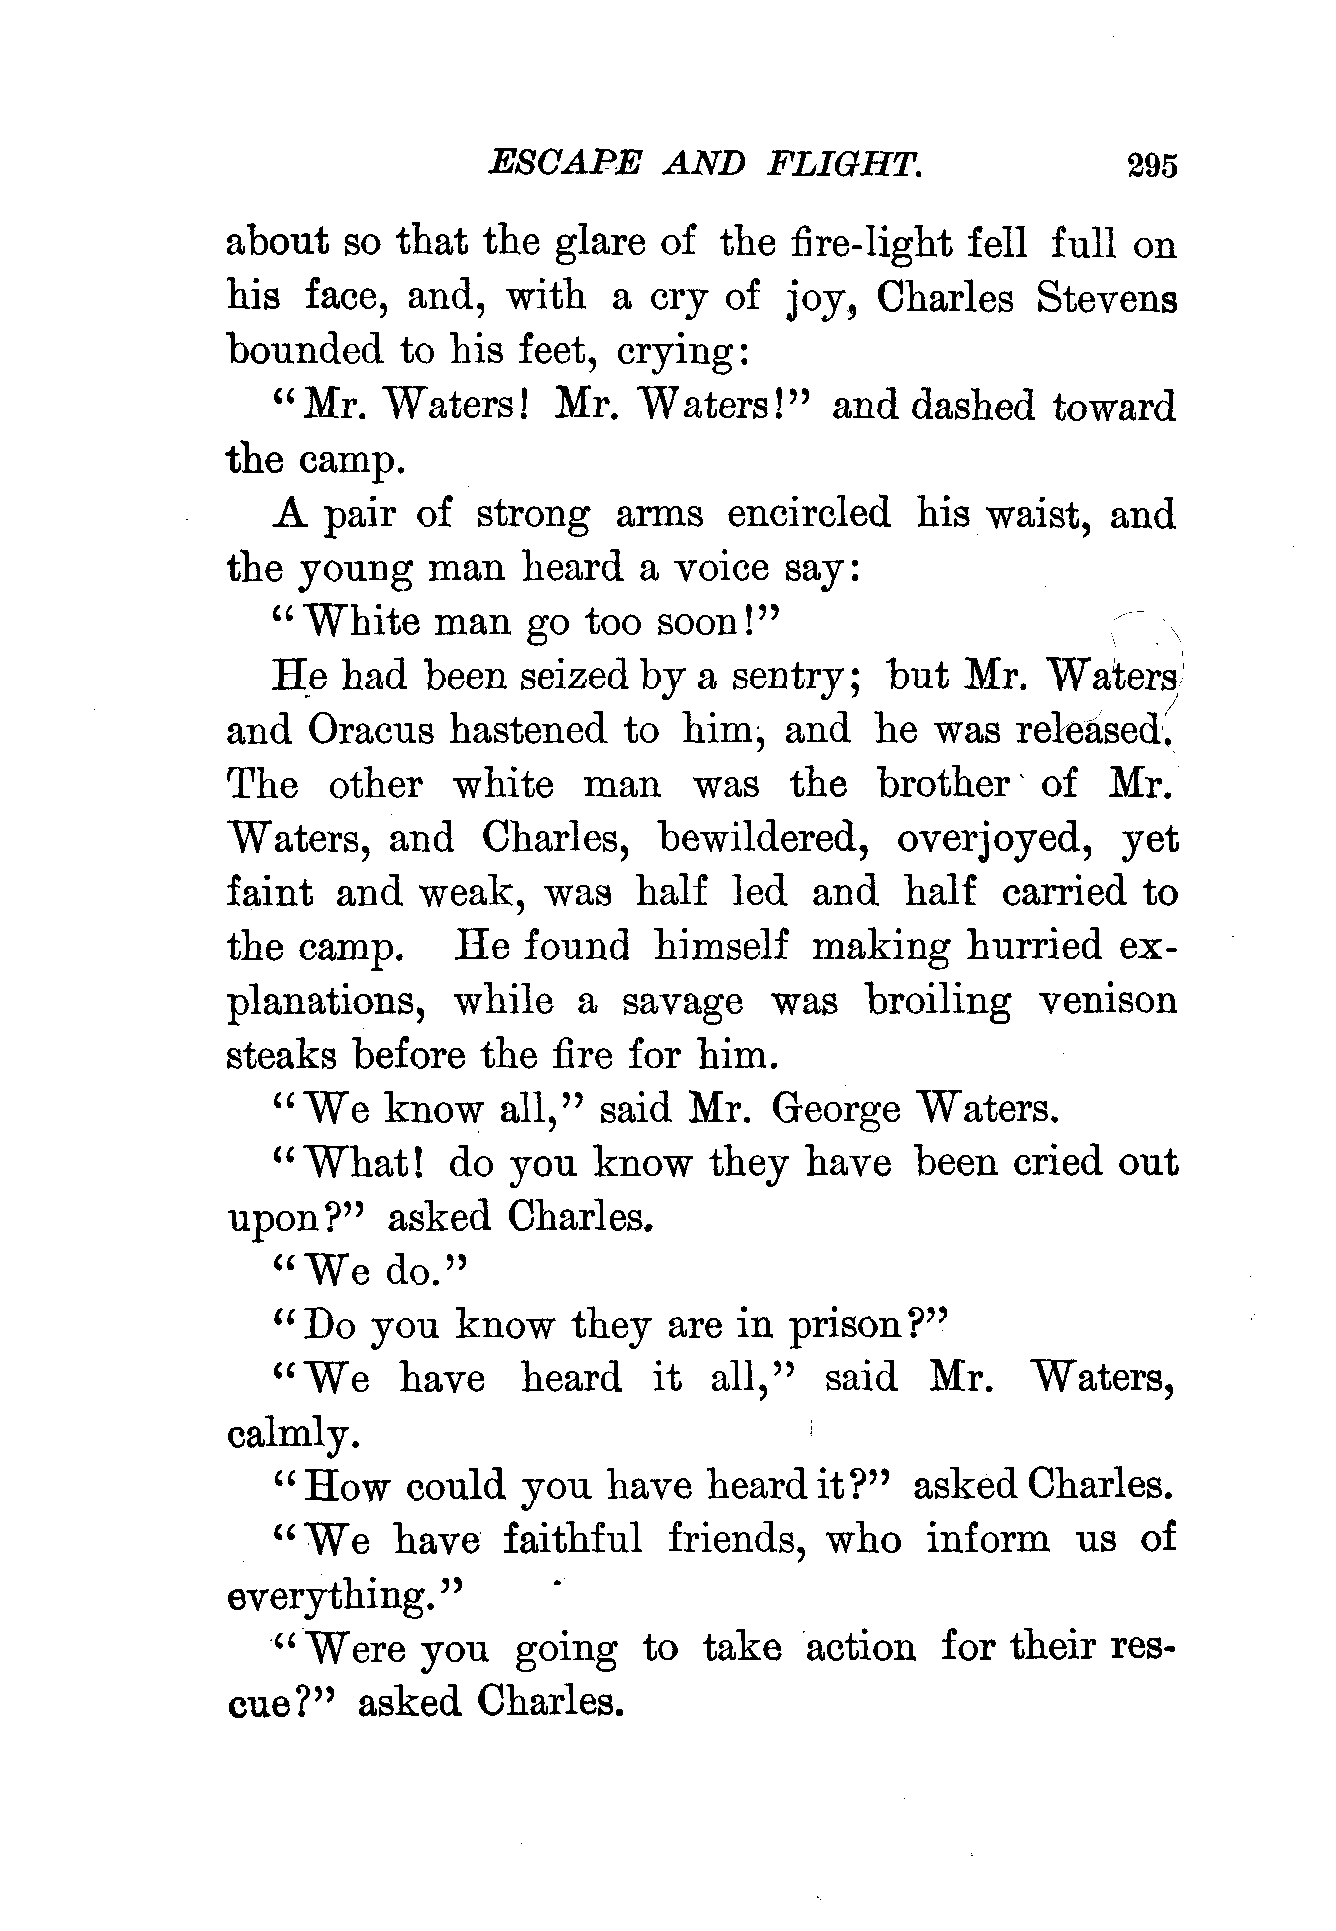 ESCAPE AND FLIGHT. 295
about so that the glare of the fire-light fell full on
his face, and, with a cry of joy, Charles Stevens
bounded to his feet, crying:
"Mr. Waters! Mr. Waters!" and dashed toward
the camp.
A pair of strong arms encircled his waist, and
the young man heard a voice say:
"White man go too soon!"
He had been seized by a sentry; but Mr. Waters
and Oracus hastened to him, and he was released.
The other white man was the brother of Mr.
Waters, and Charles, bewildered, overjoyed, yet
faint and weak, was half led and half carried to
the camp. He found himself making hurried ex-
planations, while a savage was broiling venison
steaks before the fire for him.
"We know all," said Mr. George Waters.
"What! do you know they have been cried out
upon?" asked Charles.
"We do."
"Do you know they are in prison?"
"We have heard it all," said Mr. Waters,
calmly.
"How could you have heard it?" asked Charles.
"We have faithful friends, who inform us of
everything."
"Were you going to take action for their res-
cue?" asked Charles.